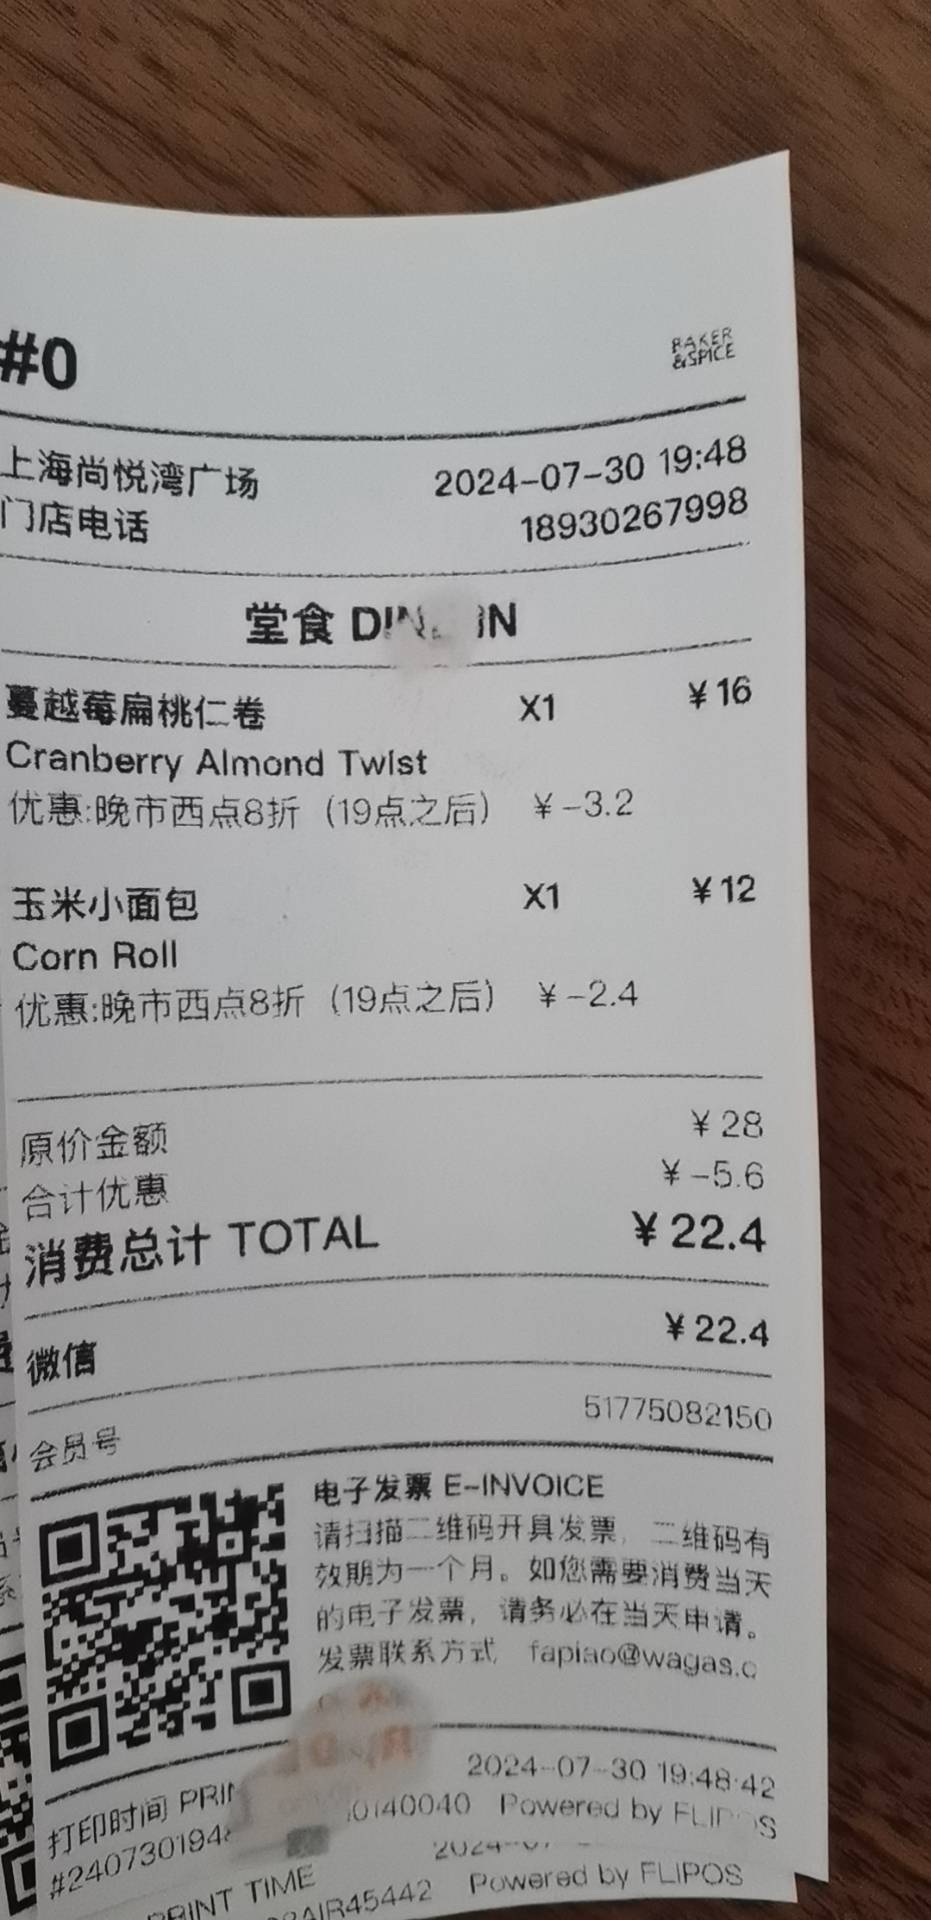 #0
BAKER
&SPICE
上海尚悦湾广场 2024-07-30 19:48
门店电话 18930267998
堂食 IN
蔓越莓扁桃仁卷 X1 ¥16
Cranberry Almond Twist
优惠:晚市西点8折（19点之后） ¥-3.2
玉米小面包 X1 ¥12
Corn Roll
优惠:晚市西点8折（19点之后） ¥-2.4
原价金额 ¥28
合计优惠 ¥-5.6
消费总计 TOTAL ¥22.4
微信 ¥22.4
会员号 51775082150
电子发票 E-INVOICE
请扫描二维码开具发票，二维码有
效期为一个月。如您需要消费当天
的电子发票，请务必在当天申请。
发票联系方式 fapiao@wagas.c
打印时间 2024-07-30 19:48:42
Powered by
PRINT TIME
Powered by FLIPOS